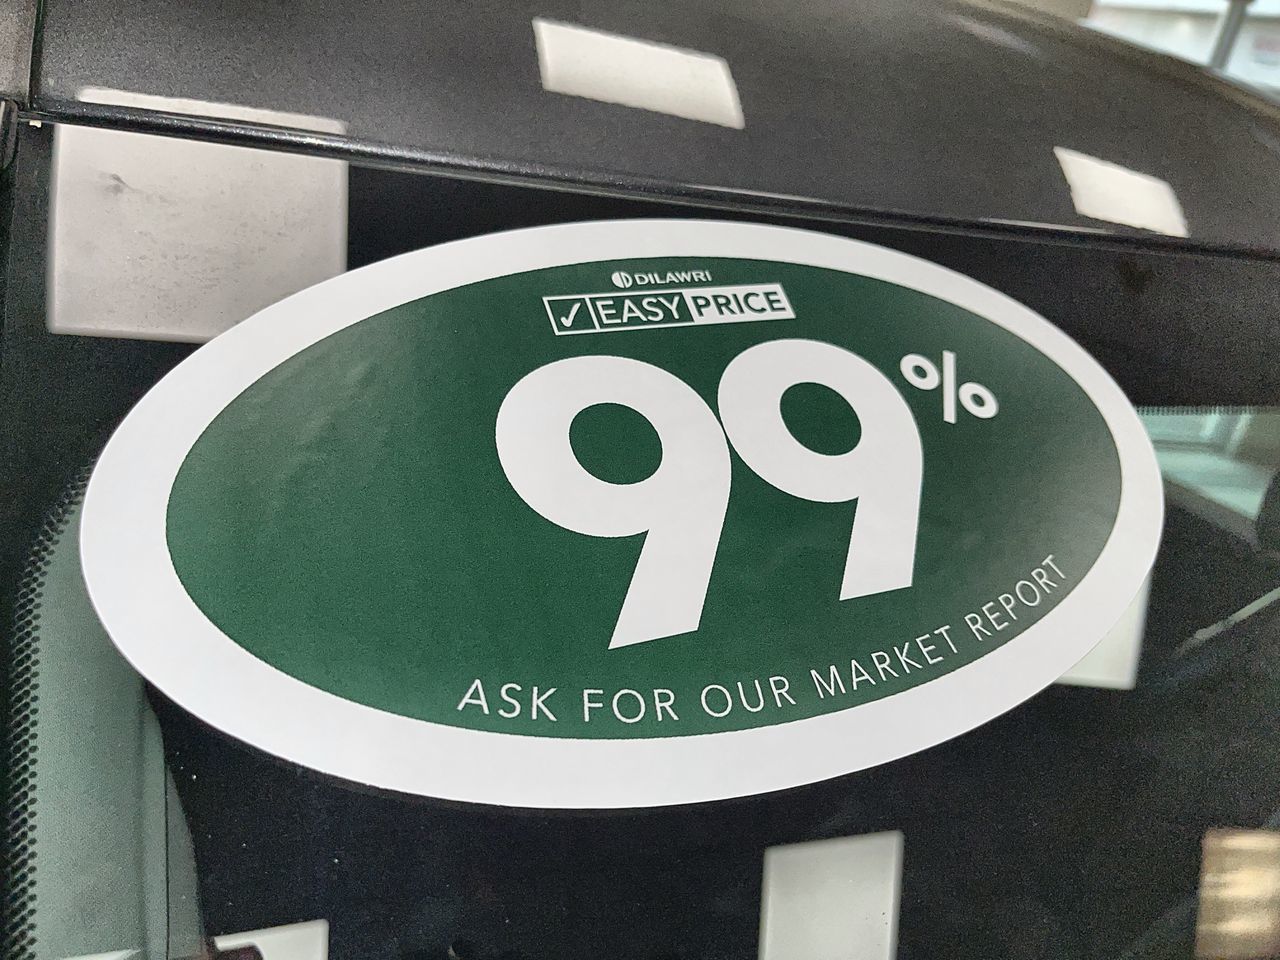 DILAWRI
✓ EASY PRICE
99%
ASK FOR OUR MARKET REPORT